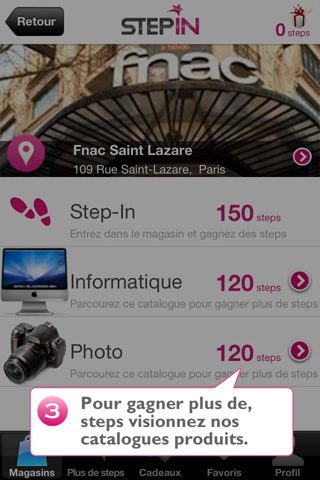 Retour
STEPIN
0
steps
fnac
Fnac Saint Lazare
109 Rue Saint-Lazare, Paris
Step-In
150 steps
Entrez dans le magasin et gagnez des steps
Informatique
120 steps
Parcourez ce catalogue pour gagner plus de steps
Photo
120 steps
Parcourez ce catalogue pour gagner plus de steps
3
Pour gagner plus de,
steps visionnez nos
catalogues produits.
Magasins
Plus de steps
Cadeaux
Favoris
Profil